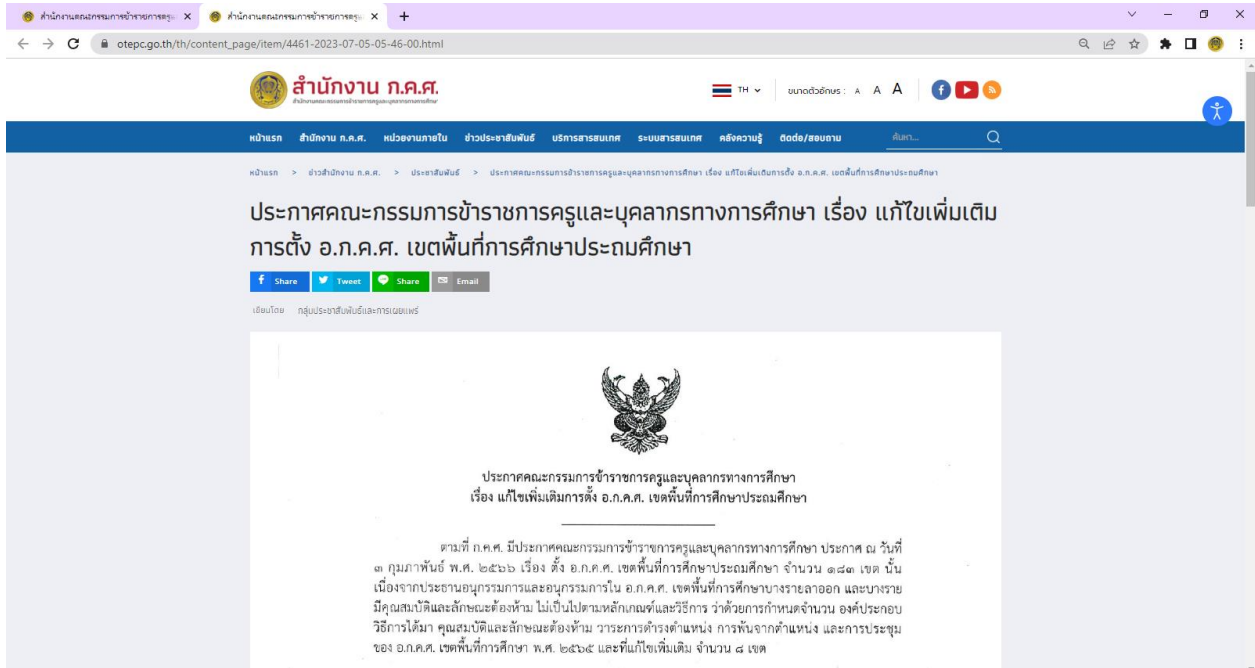 สำนักงานคณะกรรมการข้าราชการครู
สำนักงานคณะกรรมการข้าราชการครู
otepc.go.th/th/content_page/item/4461-2023-07-05-05-46-00.html
สำนักงาน ก.ค.ศ.
สำนักงานคณะกรรมการข้าราชการครูและบุคลากรทางการศึกษา
TH
ขนาดตัวอักษร : A A A
หน้าแรก สำนักงาน ก.ค.ศ. หน่วยงานภายใน ข่าวประชาสัมพันธ์ บริการสารสนเทศ ระบบสารสนเทศ คลังความรู้ ติดต่อ/สอบถาม ค้นหา...
หน้าแรก > ข่าวสำนักงาน ก.ค.ศ. > ประชาสัมพันธ์ > ประกาศคณะกรรมการข้าราชการครูและบุคลากรทางการศึกษา เรื่อง แก้ไขเพิ่มเติมการตั้ง อ.ก.ค.ศ. เขตพื้นที่การศึกษาประถมศึกษา
ประกาศคณะกรรมการข้าราชการครูและบุคลากรทางการศึกษา เรื่อง แก้ไขเพิ่มเติม
การตั้ง อ.ก.ค.ศ. เขตพื้นที่การศึกษาประถมศึกษา
Share Tweet Share Email
เขียนโดย กลุ่มประชาสัมพันธ์และการเผยแพร่
ประกาศคณะกรรมการข้าราชการครูและบุคลากรทางการศึกษา
เรื่อง แก้ไขเพิ่มเติมการตั้ง อ.ก.ค.ศ. เขตพื้นที่การศึกษาประถมศึกษา
ตามที่ ก.ค.ศ. มีประกาศคณะกรรมการข้าราชการครูและบุคลากรทางการศึกษา ประกาศ ณ วันที่
๓ กุมภาพันธ์ พ.ศ. ๒๕๖๖ เรื่อง ตั้ง อ.ก.ค.ศ. เขตพื้นที่การศึกษาประถมศึกษา จำนวน ๑๘๓ เขต นั้น
เนื่องจากประธานอนุกรรมการและอนุกรรมการใน อ.ก.ค.ศ. เขตพื้นที่การศึกษาบางรายลาออก และบางราย
มีคุณสมบัติและลักษณะต้องห้าม ไม่เป็นไปตามหลักเกณฑ์และวิธีการ ว่าด้วยการกำหนดจำนวน องค์ประกอบ
วิธีการได้มา คุณสมบัติและลักษณะต้องห้าม วาระการดำรงตำแหน่ง การพ้นจากตำแหน่ง และการประชุม
ของ อ.ก.ค.ศ. เขตพื้นที่การศึกษา พ.ศ. ๒๕๖๕ และที่แก้ไขเพิ่มเติม จำนวน ๘ เขต